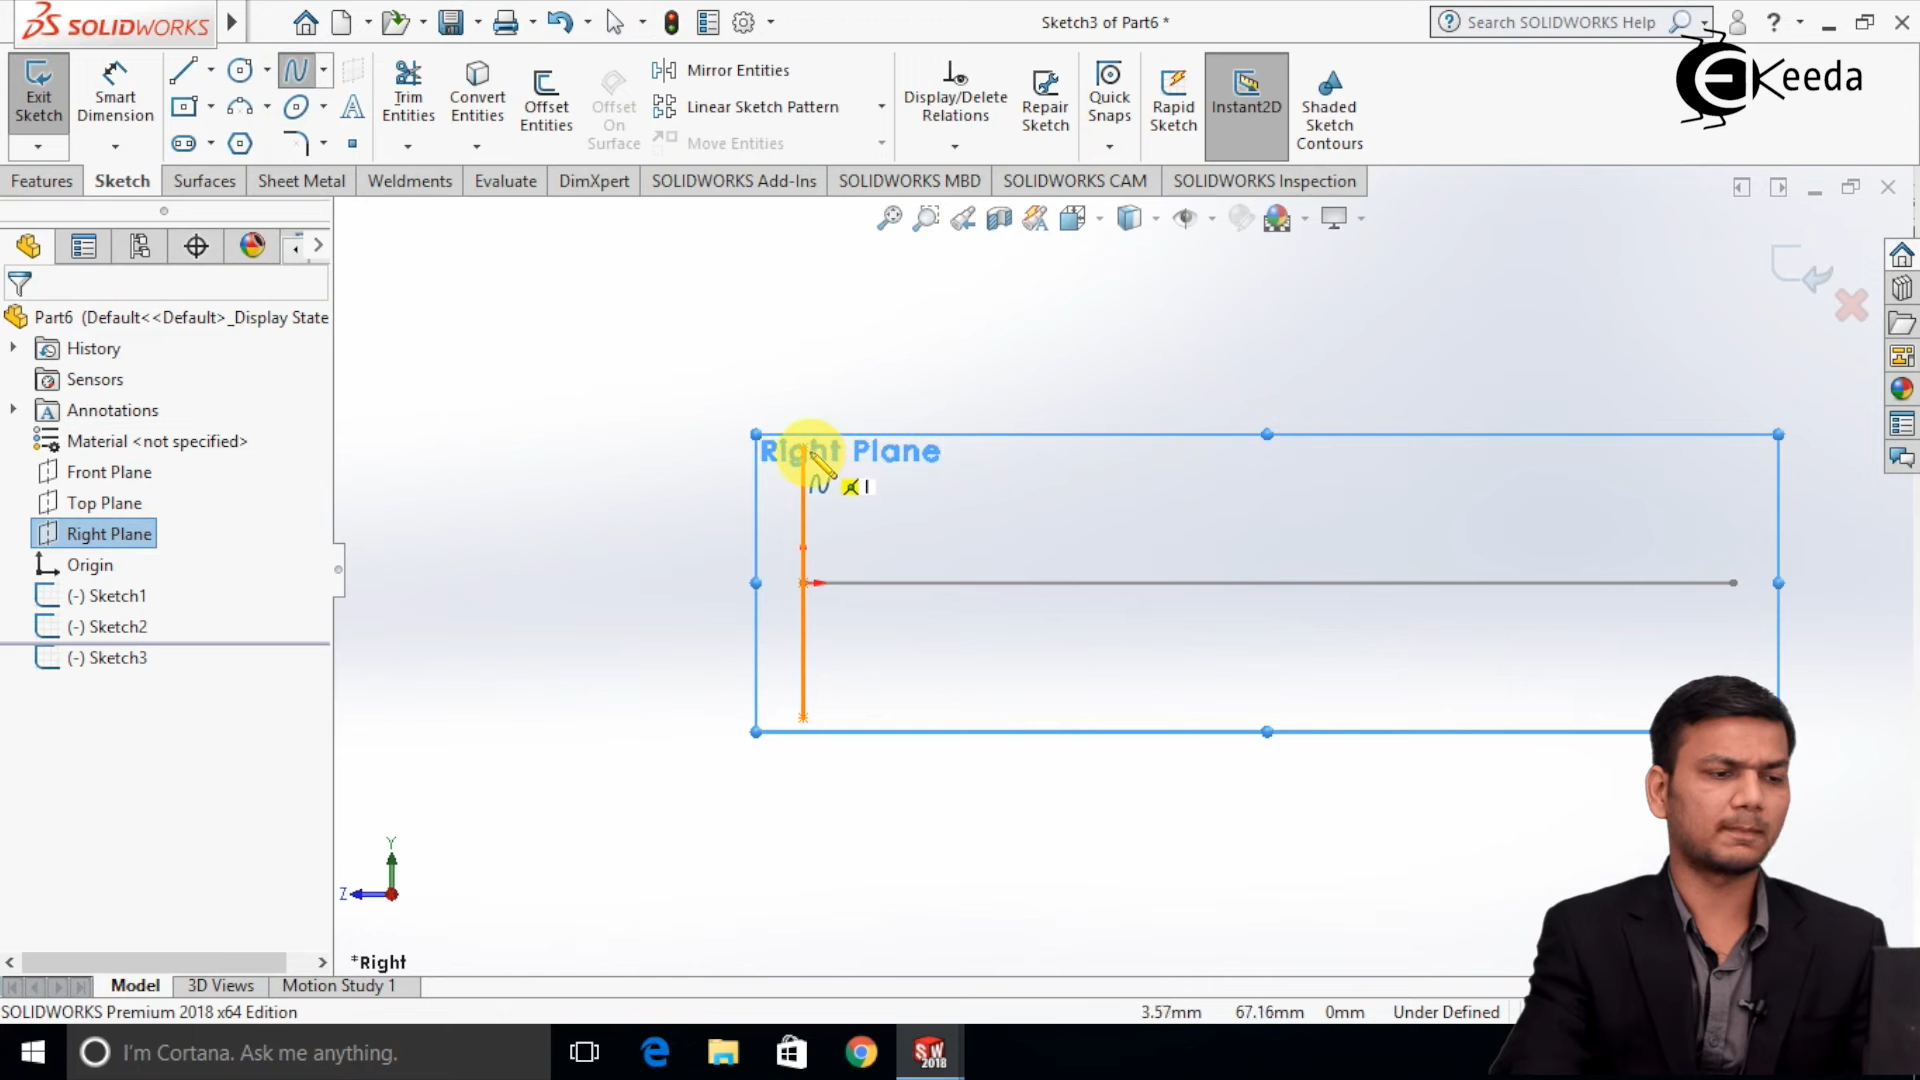 SOLIDWORKS
Sketch3 of Part6 *
Search SOLIDWORKS Help
Keeda
Exit Sketch
Smart Dimension
Trim Entities
Convert Entities
Offset Entities
Offset On Surface
Mirror Entities
Linear Sketch Pattern
Move Entities
Display/Delete Relations
Repair Sketch
Quick Snaps
Rapid Sketch
Instant2D
Shaded Sketch Contours
Features
Sketch
Surfaces
Sheet Metal
Weldments
Evaluate
DimXpert
SOLIDWORKS Add-Ins
SOLIDWORKS MBD
SOLIDWORKS CAM
SOLIDWORKS Inspection
Part6 (Default<<Default>_Display State
History
Sensors
Annotations
Material <not specified>
Front Plane
Top Plane
Right Plane
Origin
(-) Sketch1
(-) Sketch2
(-) Sketch3
Right Plane
Y
Z
*Right
Model
3D Views
Motion Study 1
SOLIDWORKS Premium 2018 x64 Edition
3.57mm
67.16mm
0mm
Under Defined
I'm Cortana. Ask me anything.
SW
2018